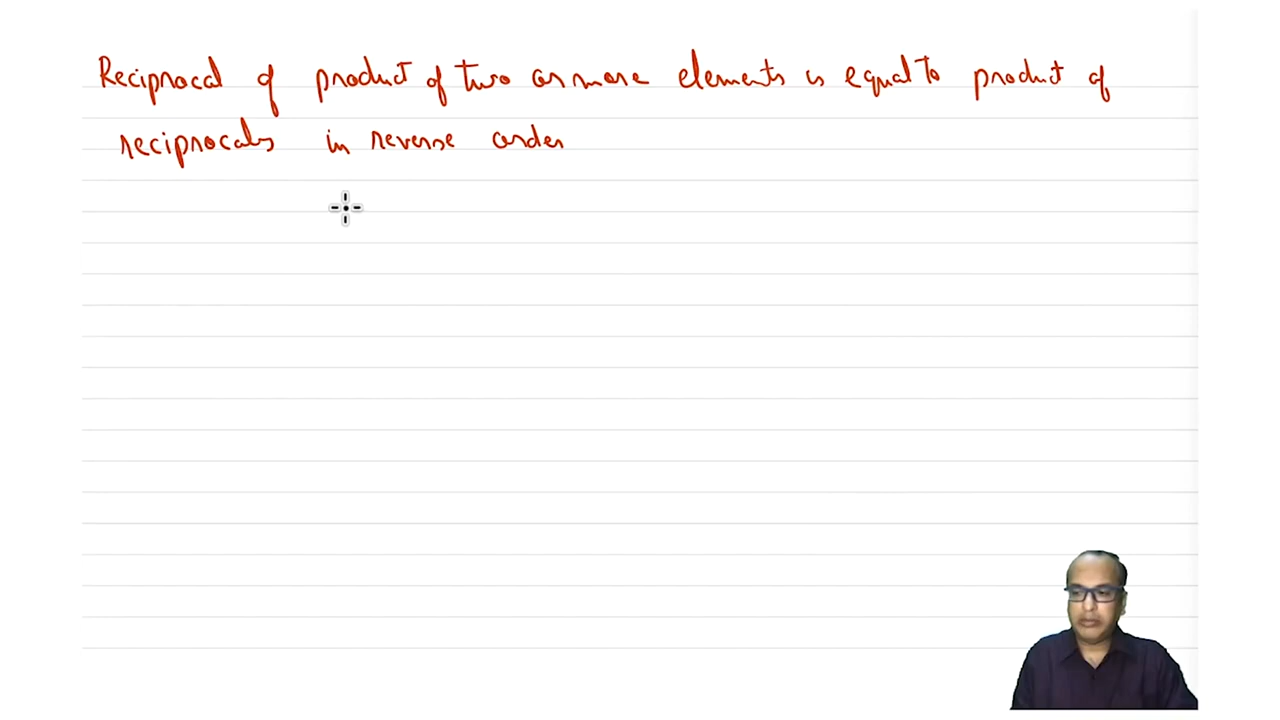 Reciprocal of product of two or more elements is equal to product of
reciprocals in reverse order